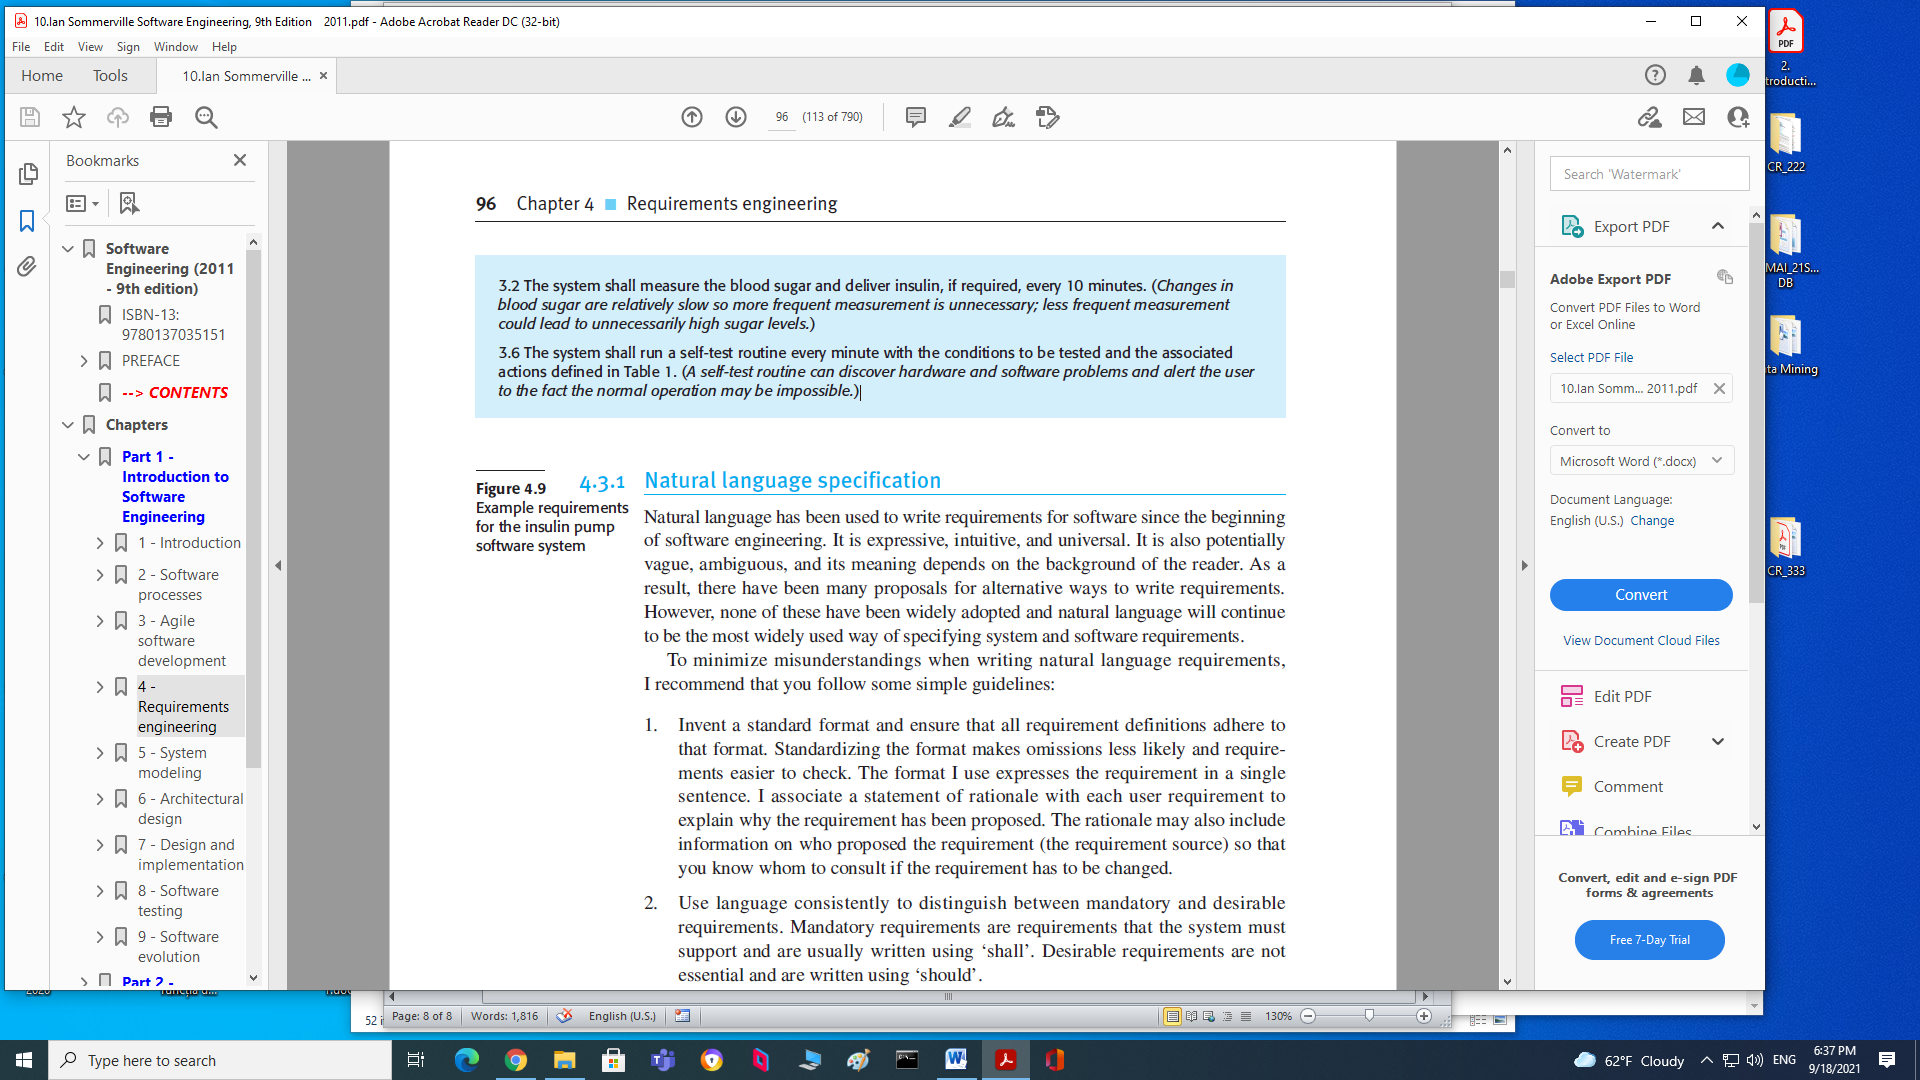 10.Ian Sommerville Software Engineering, 9th Edition 2011.pdf - Adobe Acrobat Reader DC (32-bit)
File Edit View Sign Window Help
Home Tools 10.Ian Sommerville ...
96 (113 of 790)
Bookmarks
Software
Engineering (2011
- 9th edition)
ISBN-13:
9780137035151
PREFACE
--> CONTENTS
Chapters
Part 1 -
Introduction to
Software
Engineering
1 - Introduction
2 - Software
processes
3 - Agile
software
development
4 -
Requirements
engineering
5 - System
modeling
6 - Architectural
design
7 - Design and
implementation
8 - Software
testing
9 - Software
evolution
Part 2 -
96 Chapter 4 Requirements engineering
3.2 The system shall measure the blood sugar and deliver insulin, if required, every 10 minutes. (Changes in
blood sugar are relatively slow so more frequent measurement is unnecessary; less frequent measurement
could lead to unnecessarily high sugar levels.)
3.6 The system shall run a self-test routine every minute with the conditions to be tested and the associated
actions defined in Table 1. (A self-test routine can discover hardware and software problems and alert the user
to the fact the normal operation may be impossible.)
Figure 4.9
Example requirements
for the insulin pump
software system
4.3.1 Natural language specification
Natural language has been used to write requirements for software since the beginning
of software engineering. It is expressive, intuitive, and universal. It is also potentially
vague, ambiguous, and its meaning depends on the background of the reader. As a
result, there have been many proposals for alternative ways to write requirements.
However, none of these have been widely adopted and natural language will continue
to be the most widely used way of specifying system and software requirements.
To minimize misunderstandings when writing natural language requirements,
I recommend that you follow some simple guidelines:
1. Invent a standard format and ensure that all requirement definitions adhere to
that format. Standardizing the format makes omissions less likely and require-
ments easier to check. The format I use expresses the requirement in a single
sentence. I associate a statement of rationale with each user requirement to
explain why the requirement has been proposed. The rationale may also include
information on who proposed the requirement (the requirement source) so that
you know whom to consult if the requirement has to be changed.
2. Use language consistently to distinguish between mandatory and desirable
requirements. Mandatory requirements are requirements that the system must
support and are usually written using ‘shall’. Desirable requirements are not
essential and are written using ‘should’.
Search 'Watermark'
Export PDF
Adobe Export PDF
Convert PDF Files to Word
or Excel Online
Select PDF File
10.Ian Somm... 2011.pdf
Convert to
Microsoft Word (*.docx)
Document Language:
English (U.S.) Change
Convert
View Document Cloud Files
Edit PDF
Create PDF
Comment
Combine Files
Convert, edit and e-sign PDF
forms & agreements
Free 7-Day Trial
PDF
2.
troducti...
CR_222
MAI_21S...
DB
ta Mining
CR_333
52 i
Page: 8 of 8 Words: 1,816 English (U.S.) 130%
Type here to search
62°F Cloudy ENG
6:37 PM
9/18/2021